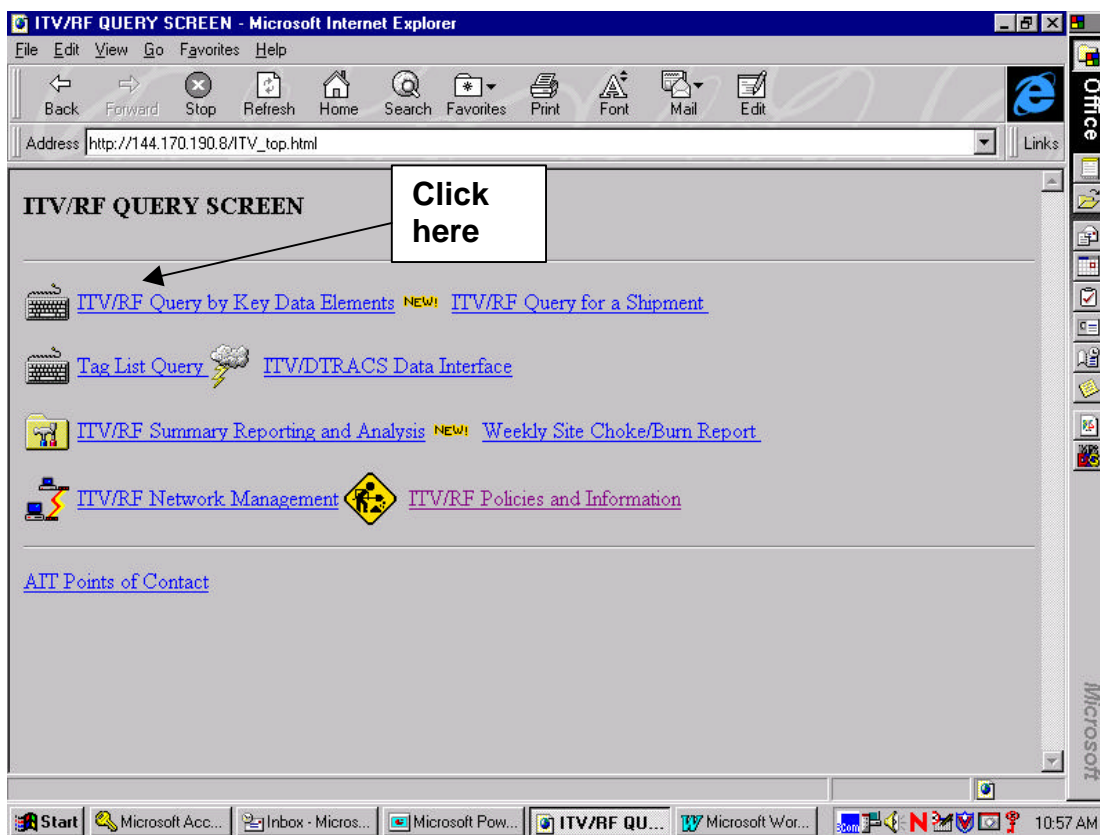 ITV/RF QUERY SCREEN - Microsoft Internet Explorer
File Edit View Go Favorites Help
Back Forward Stop Refresh Home Search Favorites Print Font Mail Edit
Address http://144.170.190.8/ITV_top.html Links
Office
Click
here
ITV/RF QUERY SCREEN
ITV/RF Query by Key Data Elements NEW! ITV/RF Query for a Shipment
Tag List Query ITV/DTRACS Data Interface
ITV/RF Summary Reporting and Analysis NEW! Weekly Site Choke/Burn Report
ITV/RF Network Management ITV/RF Policies and Information
AIT Points of Contact
Microsoft
Start Microsoft Acc... Inbox - Micros... Microsoft Pow... ITV/RF QU... Microsoft Wor... 10:57 AM